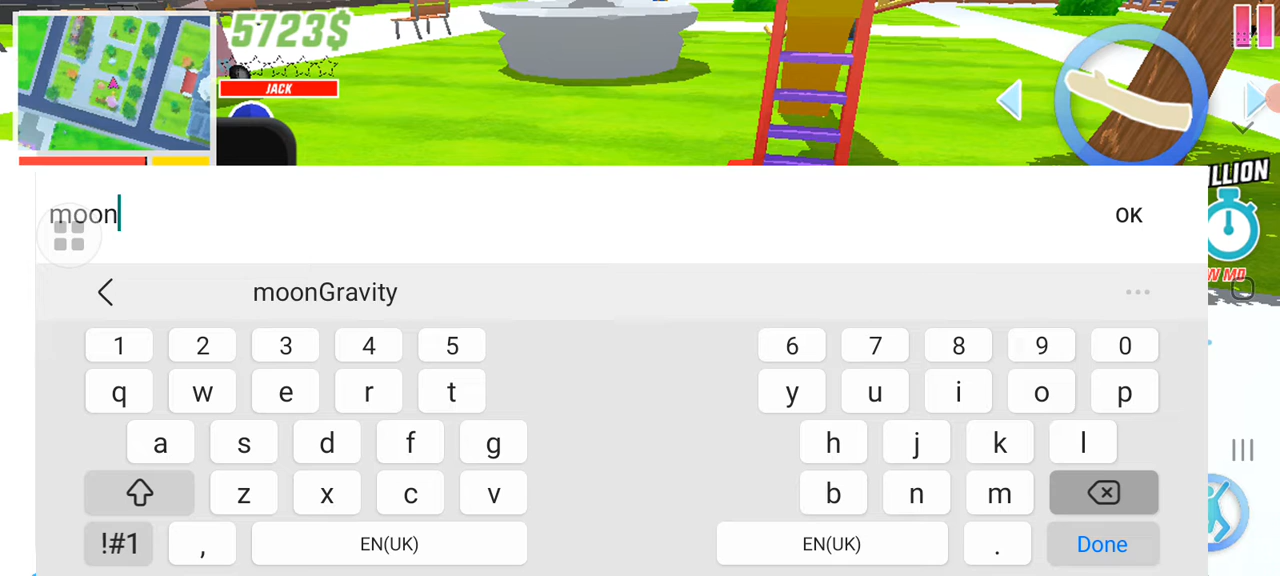 5723$
JACK
LLION
moon
OK
moonGravity
1 2 3 4 5 6 7 8 9 0
q w e r t y u i o p
a s d f g h j k l
z x c v b n m
!#1 , EN(UK) EN(UK) . Done